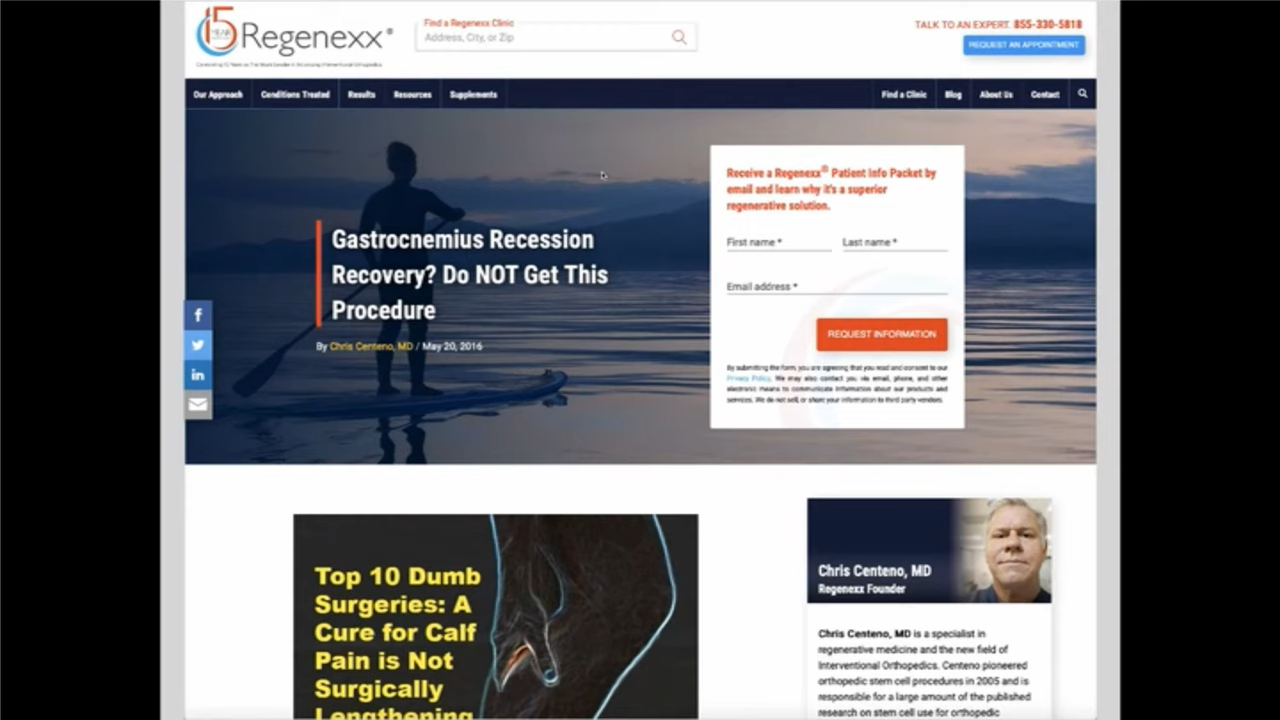 15
YEAR
Regenexx®
Find a Regenexx Clinic
Address, City, or Zip
TALK TO AN EXPERT 855-330-5818
REQUEST AN APPOINTMENT
Our Approach Conditions Treated Results Resources Supplements Find a Clinic Blog About Us Contact
Gastrocnemius Recession
Recovery? Do NOT Get This
Procedure
By Chris Centeno, MD / May 20, 2016
Receive a Regenexx® Patient Info Packet by
email and learn why it's a superior
regenerative solution.
First name * Last name *
Email address *
REQUEST INFORMATION
By submitting the form, you are agreeing that you read and consent to our
Privacy Policy. We may also contact you via email, phone, and other
electronic means to communicate information about our products and
services. We do not sell, or share your information to third party vendors.
Top 10 Dumb
Surgeries: A
Cure for Calf
Pain is Not
Surgically
Lengthening
Chris Centeno, MD
Regenexx Founder
Chris Centeno, MD is a specialist in
regenerative medicine and the new field of
Interventional Orthopedics. Centeno pioneered
orthopedic stem cell procedures in 2005 and is
responsible for a large amount of the published
research on stem cell use for orthopedic